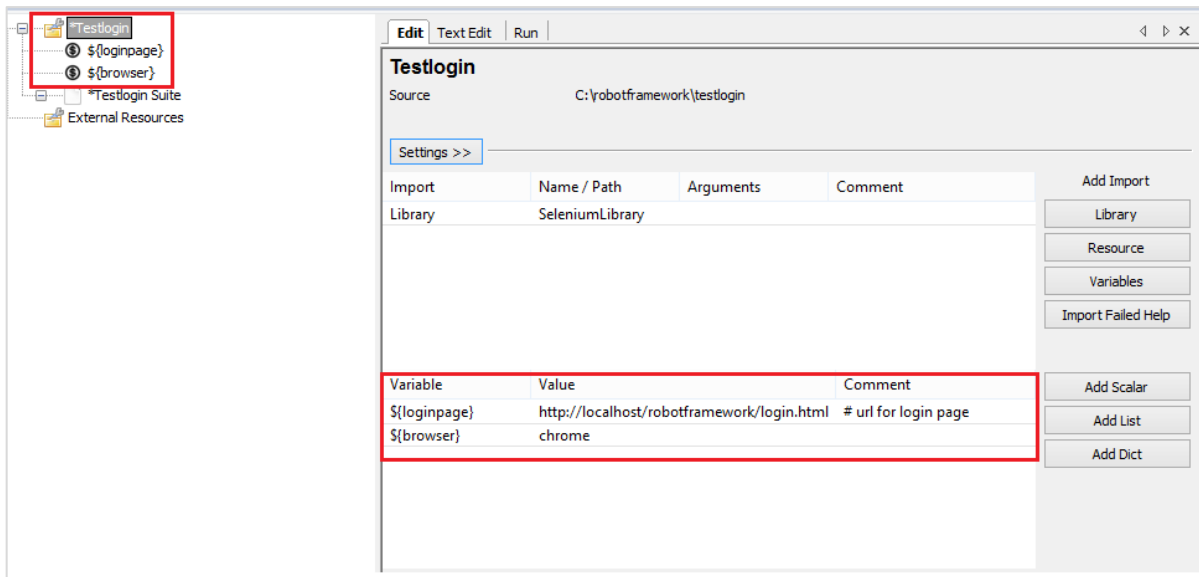 *Testlogin
${loginpage}
${browser}
*Testlogin Suite
External Resources
Edit Text Edit Run
Testlogin
Source C:\robotframework\testlogin
Settings >>
Import Name / Path Arguments Comment
Library SeleniumLibrary
Add Import
Library
Resource
Variables
Import Failed Help
Variable Value Comment
${loginpage} http://localhost/robotframework/login.html # url for login page
${browser} chrome
Add Scalar
Add List
Add Dict